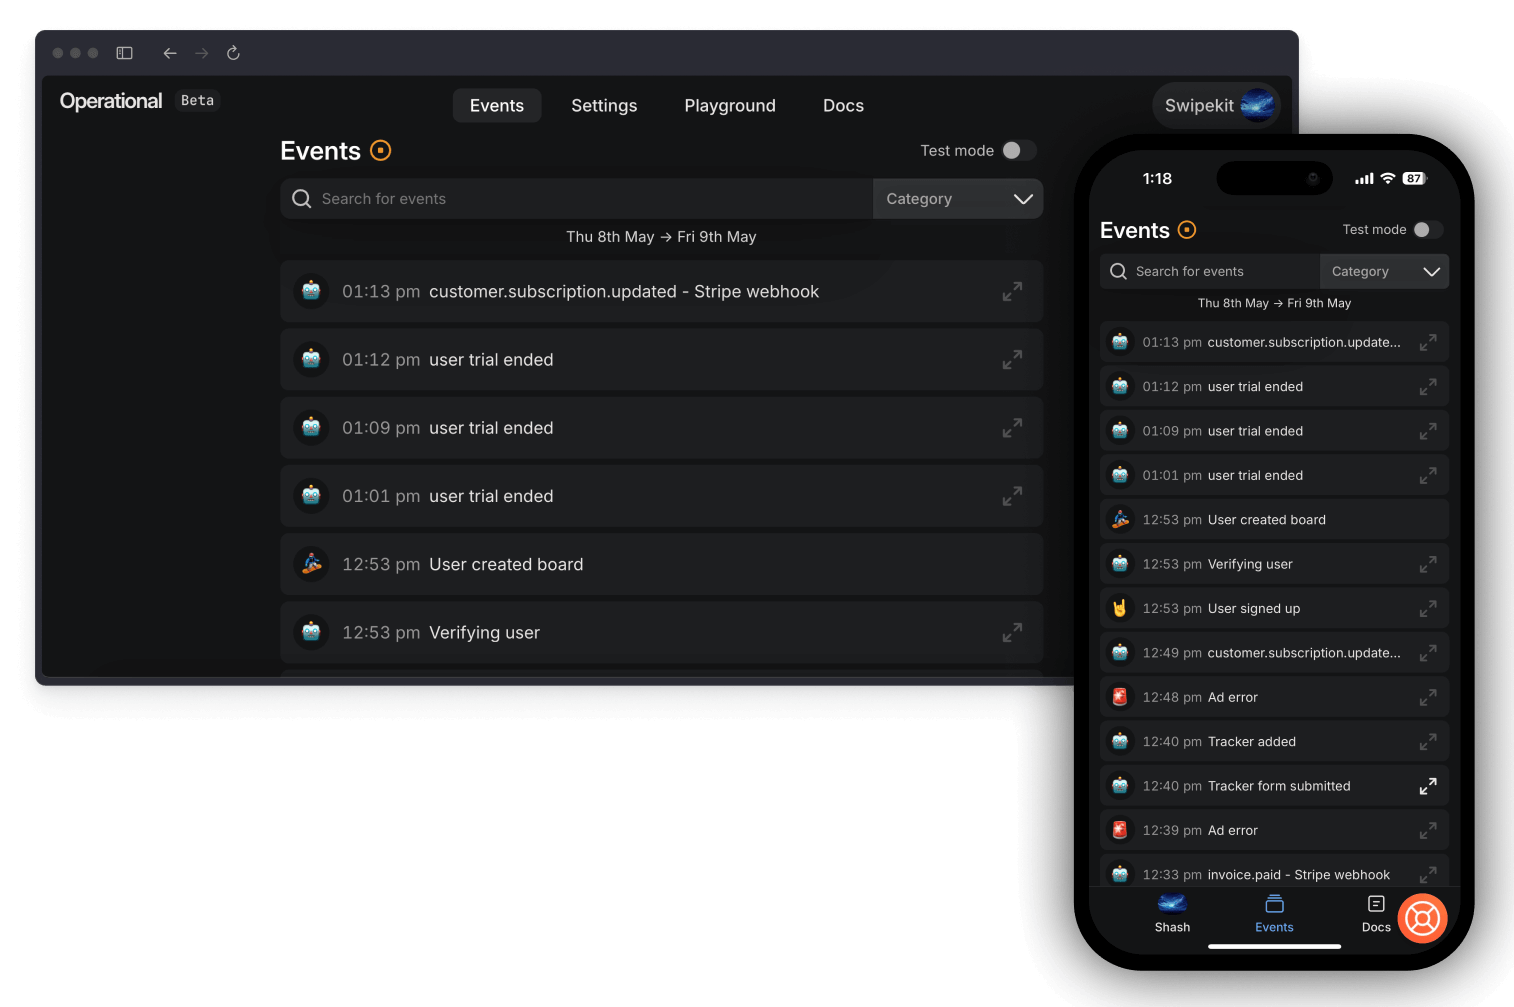 Operational Beta
Events Settings Playground Docs
Swipekit
Events
Test mode
Search for events
Category
Thu 8th May → Fri 9th May
01:13 pm customer.subscription.updated - Stripe webhook
01:12 pm user trial ended
01:09 pm user trial ended
01:01 pm user trial ended
12:53 pm User created board
12:53 pm Verifying user
1:18
87
Events
Test mode
Search for events
Category
Thu 8th May → Fri 9th May
01:13 pm customer.subscription.update...
01:12 pm user trial ended
01:09 pm user trial ended
01:01 pm user trial ended
12:53 pm User created board
12:53 pm Verifying user
12:53 pm User signed up
12:49 pm customer.subscription.update...
12:48 pm Ad error
12:40 pm Tracker added
12:40 pm Tracker form submitted
12:39 pm Ad error
12:33 pm invoice.paid - Stripe webhook
Shash
Events
Docs